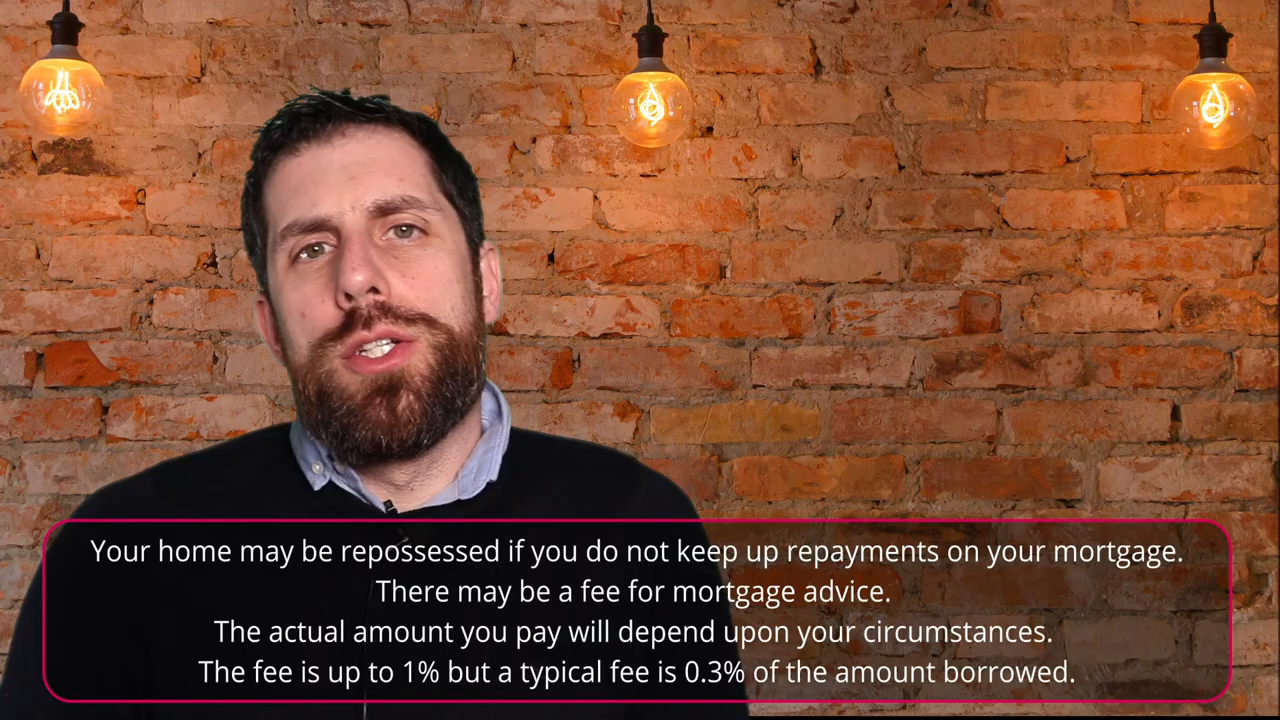 Your home may be repossessed if you do not keep up repayments on your mortgage.
There may be a fee for mortgage advice.
The actual amount you pay will depend upon your circumstances.
The fee is up to 1% but a typical fee is 0.3% of the amount borrowed.